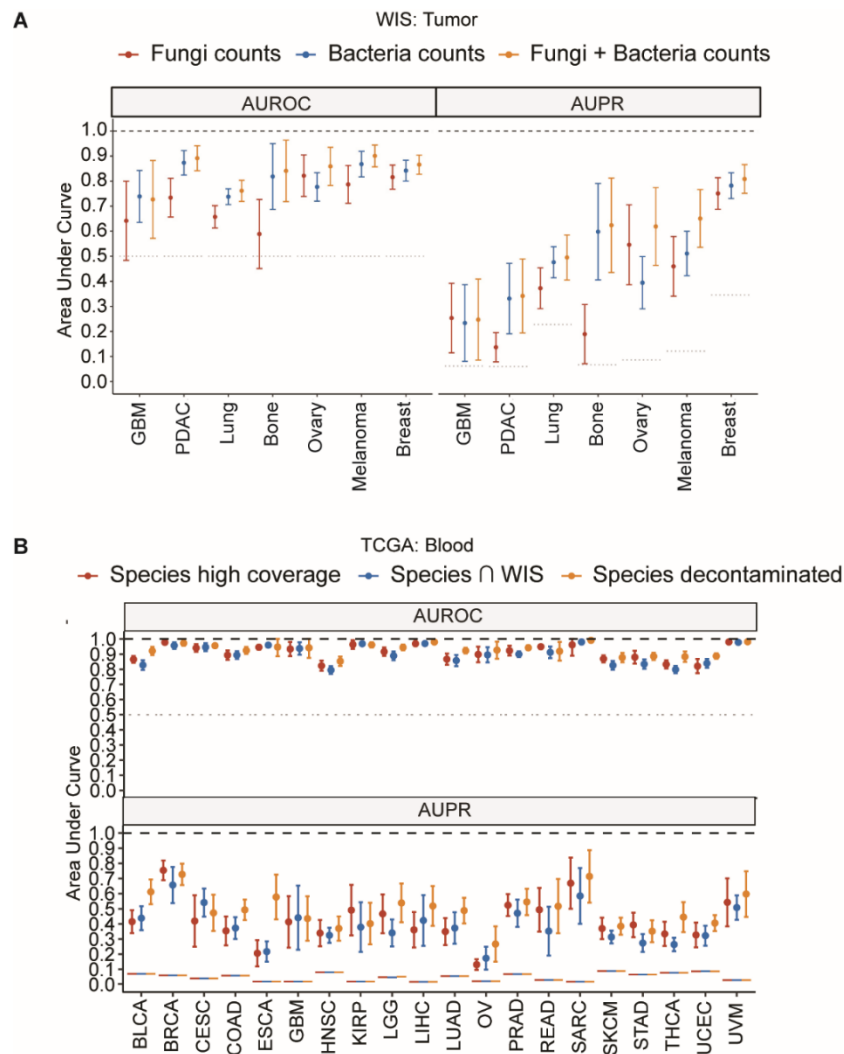 A
WIS: Tumor
Fungi counts Bacteria counts Fungi + Bacteria counts
AUROC AUPR
Area Under Curve
1.0
0.9
0.8
0.7
0.6
0.5
0.4
0.3
0.2
0.1
0.0
GBM PDAC Lung Bone Ovary Melanoma Breast GBM PDAC Lung Bone Ovary Melanoma Breast
B
TCGA: Blood
Species high coverage Species ∩ WIS Species decontaminated
AUROC
Area Under Curve
1.0
0.9
0.8
0.7
0.6
0.5
0.4
0.3
0.2
0.1
0.0
AUPR
1.0
0.9
0.8
0.7
0.6
0.5
0.4
0.3
0.2
0.1
0.0
BLCA BRCA CESC COAD ESCA GBM HNSC KIRP LGG LIHC LUAD OV PRAD READ SARC SKCM STAD THCA UCEC UVM